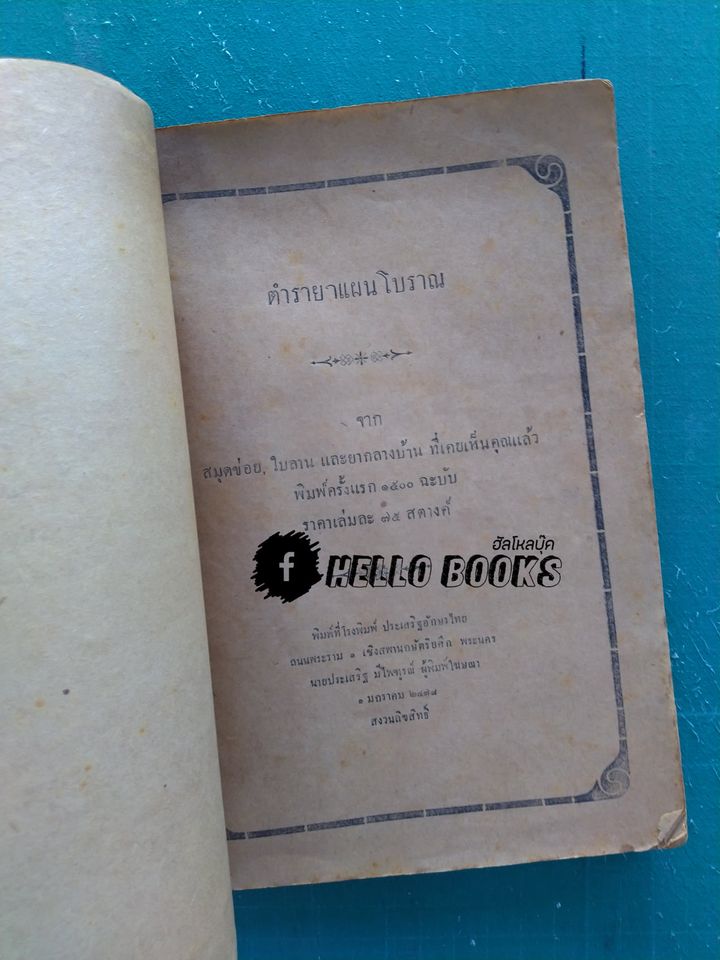 ตำรายาแผนโบราณ
จาก
สมุดข่อย, ใบลาน และยากลางบ้าน ที่เคยเห็นคุณแล้ว
พิมพ์ครั้งแรก ๑๕๐๐ ฉะบับ
ราคาเล่มละ ๗๕ สตางค์
ฮัลโหลบุ๊ค
f HELLO BOOKS
พิมพ์ที่โรงพิมพ์ ประเสริฐอักษรไทย
ถนนพระราม ๑ เชิงสพานกษัตริย์ศึก พระนคร
นายประเสริฐ มีไพฑูรณ์ ผู้พิมพ์โฆษณา
๑ มกราคม ๒๔๗๘
สงวนลิขสิทธิ์